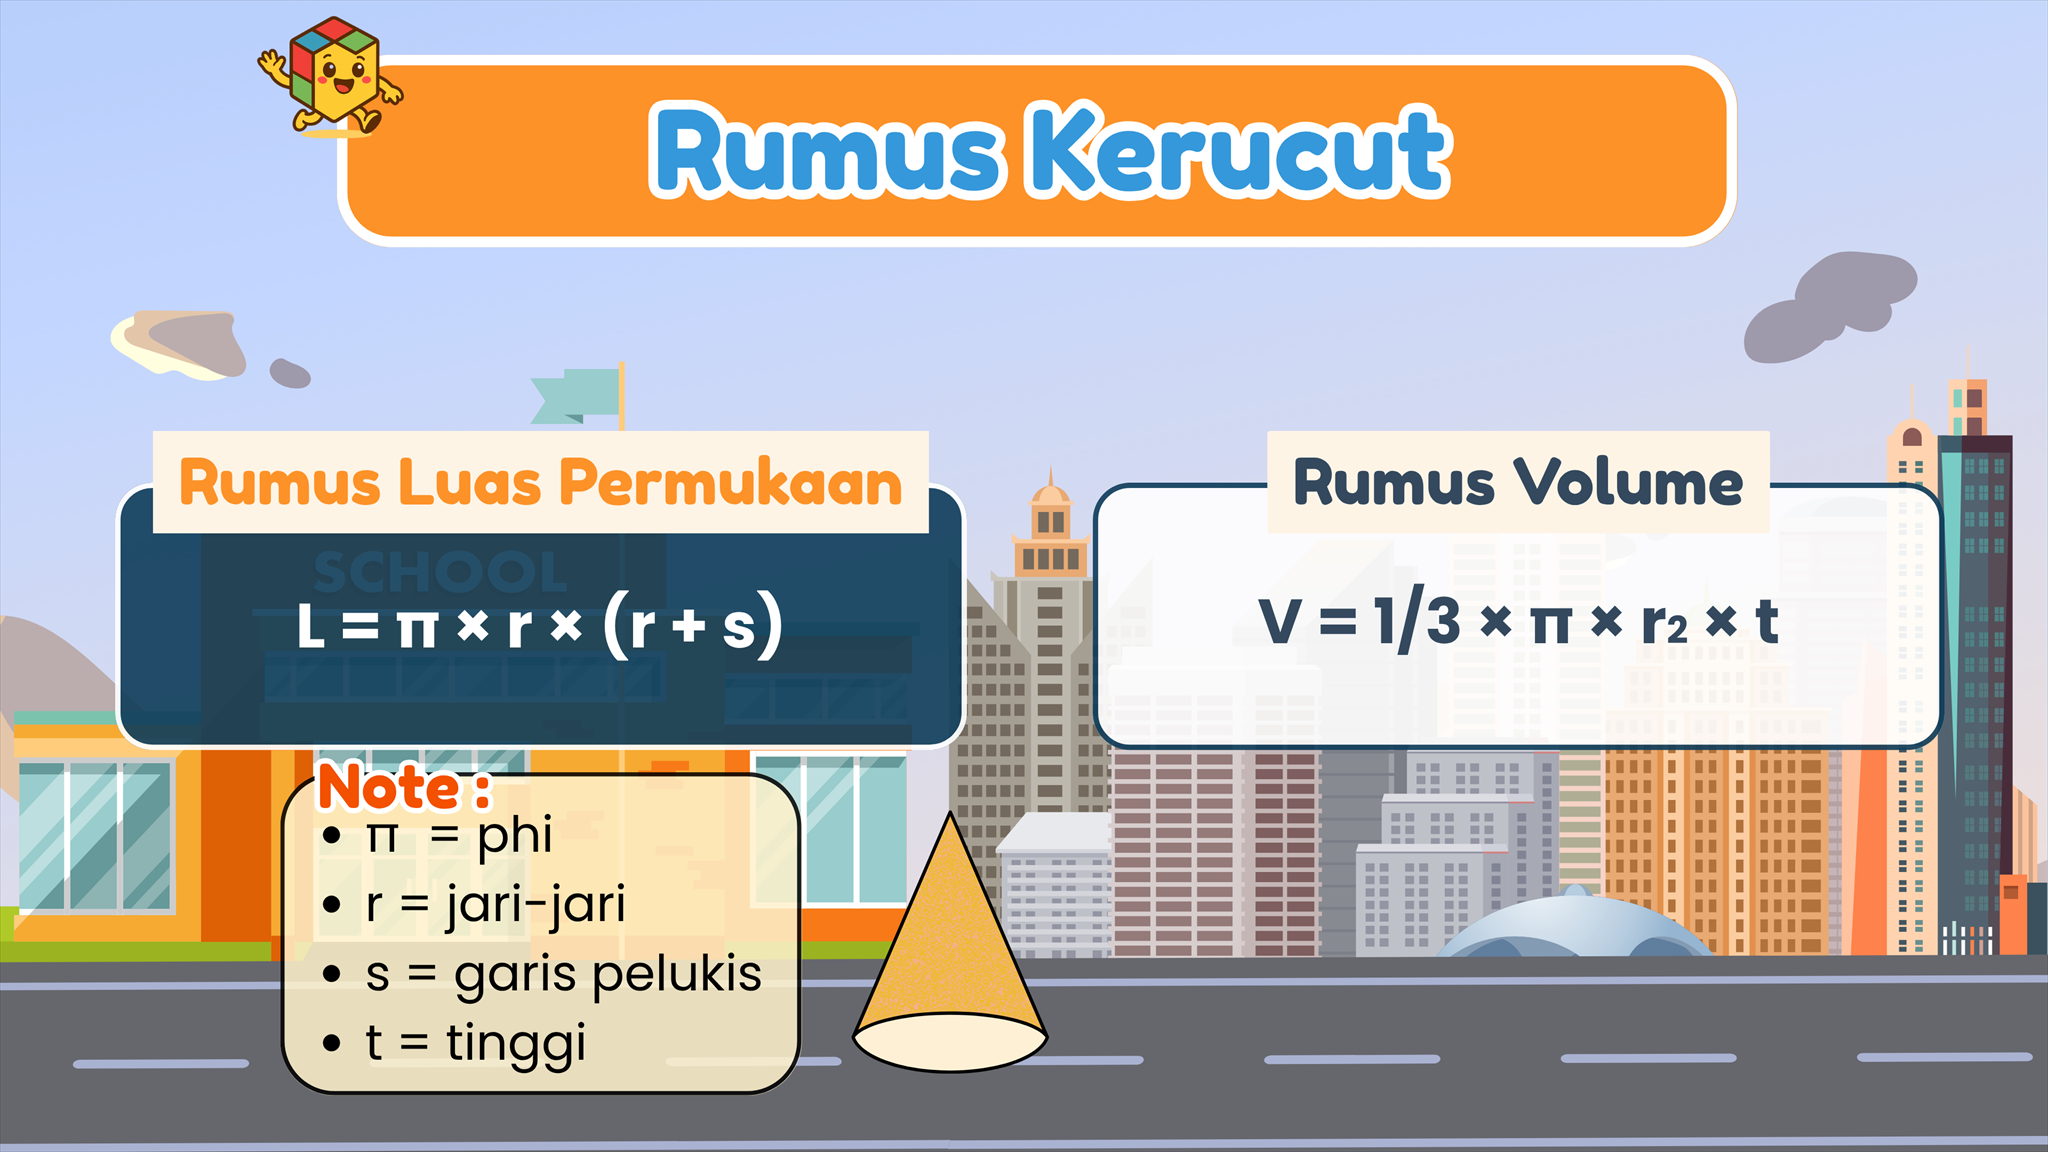 Rumus Kerucut
Rumus Luas Permukaan
SCHOOL
L = π × r × (r + s)
Rumus Volume
V = 1/3 × π × r₂ × t
Note :
• π = phi
• r = jari-jari
• s = garis pelukis
• t = tinggi